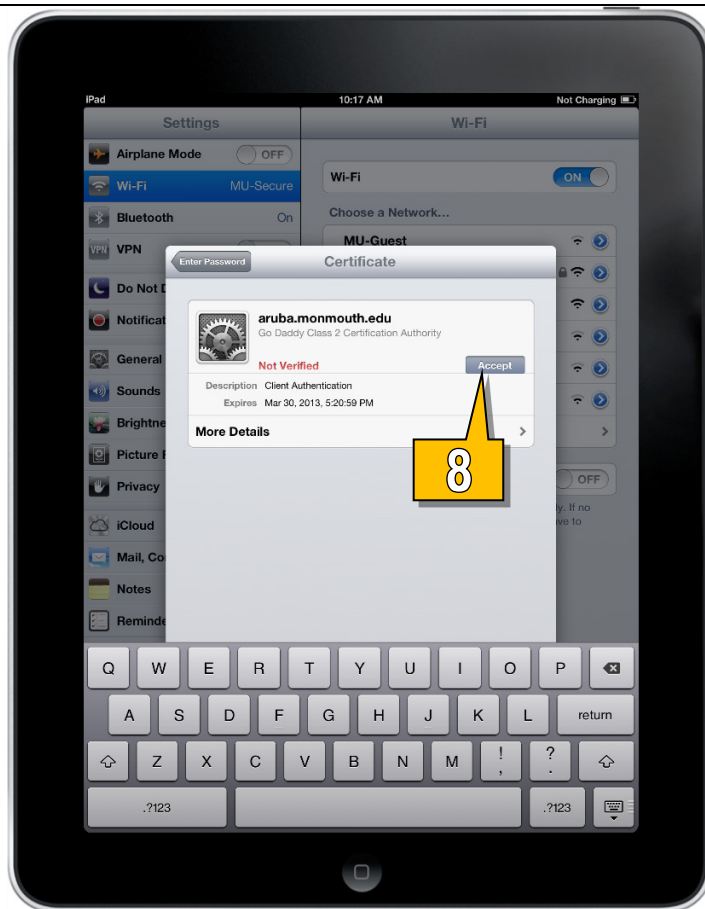 iPad 10:17 AM Not Charging
Settings Wi-Fi
Airplane Mode OFF
Wi-Fi MU-Secure
Wi-Fi ON
Bluetooth On
Choose a Network...
MU-Guest
VPN VPN
Enter Password Certificate
Do Not D
aruba.monmouth.edu
Go Daddy Class 2 Certification Authority
Notificat
Not Verified Accept
General
Description Client Authentication
Sounds
Expires Mar 30, 2013, 5:20:59 PM
Brightne
More Details
Picture F
8
Privacy
OFF
ly. If no
iCloud
ve to
Mail, Co
Notes
Reminde
Q W E R T Y U I O P
A S D F G H J K L return
Z X C V B N M ! , ? .
.?123 .?123